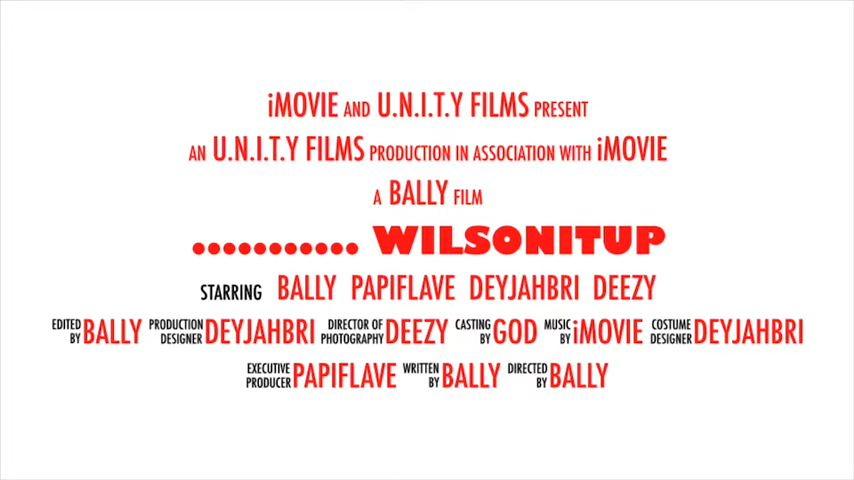 iMOVIE AND U.N.I.T.Y FILMS PRESENT
AN U.N.I.T.Y FILMS PRODUCTION IN ASSOCIATION WITH iMOVIE
A BALLY FILM
........... WILSONITUP
STARRING BALLY PAPIFLAVE DEYJAHBRI DEEZY
EDITED BY BALLY PRODUCTION DESIGNER DEYJAHBRI DIRECTOR OF PHOTOGRAPHY DEEZY CASTING BY GOD MUSIC BY iMOVIE COSTUME DESIGNER DEYJAHBRI
EXECUTIVE PRODUCER PAPIFLAVE WRITTEN BY BALLY DIRECTED BY BALLY